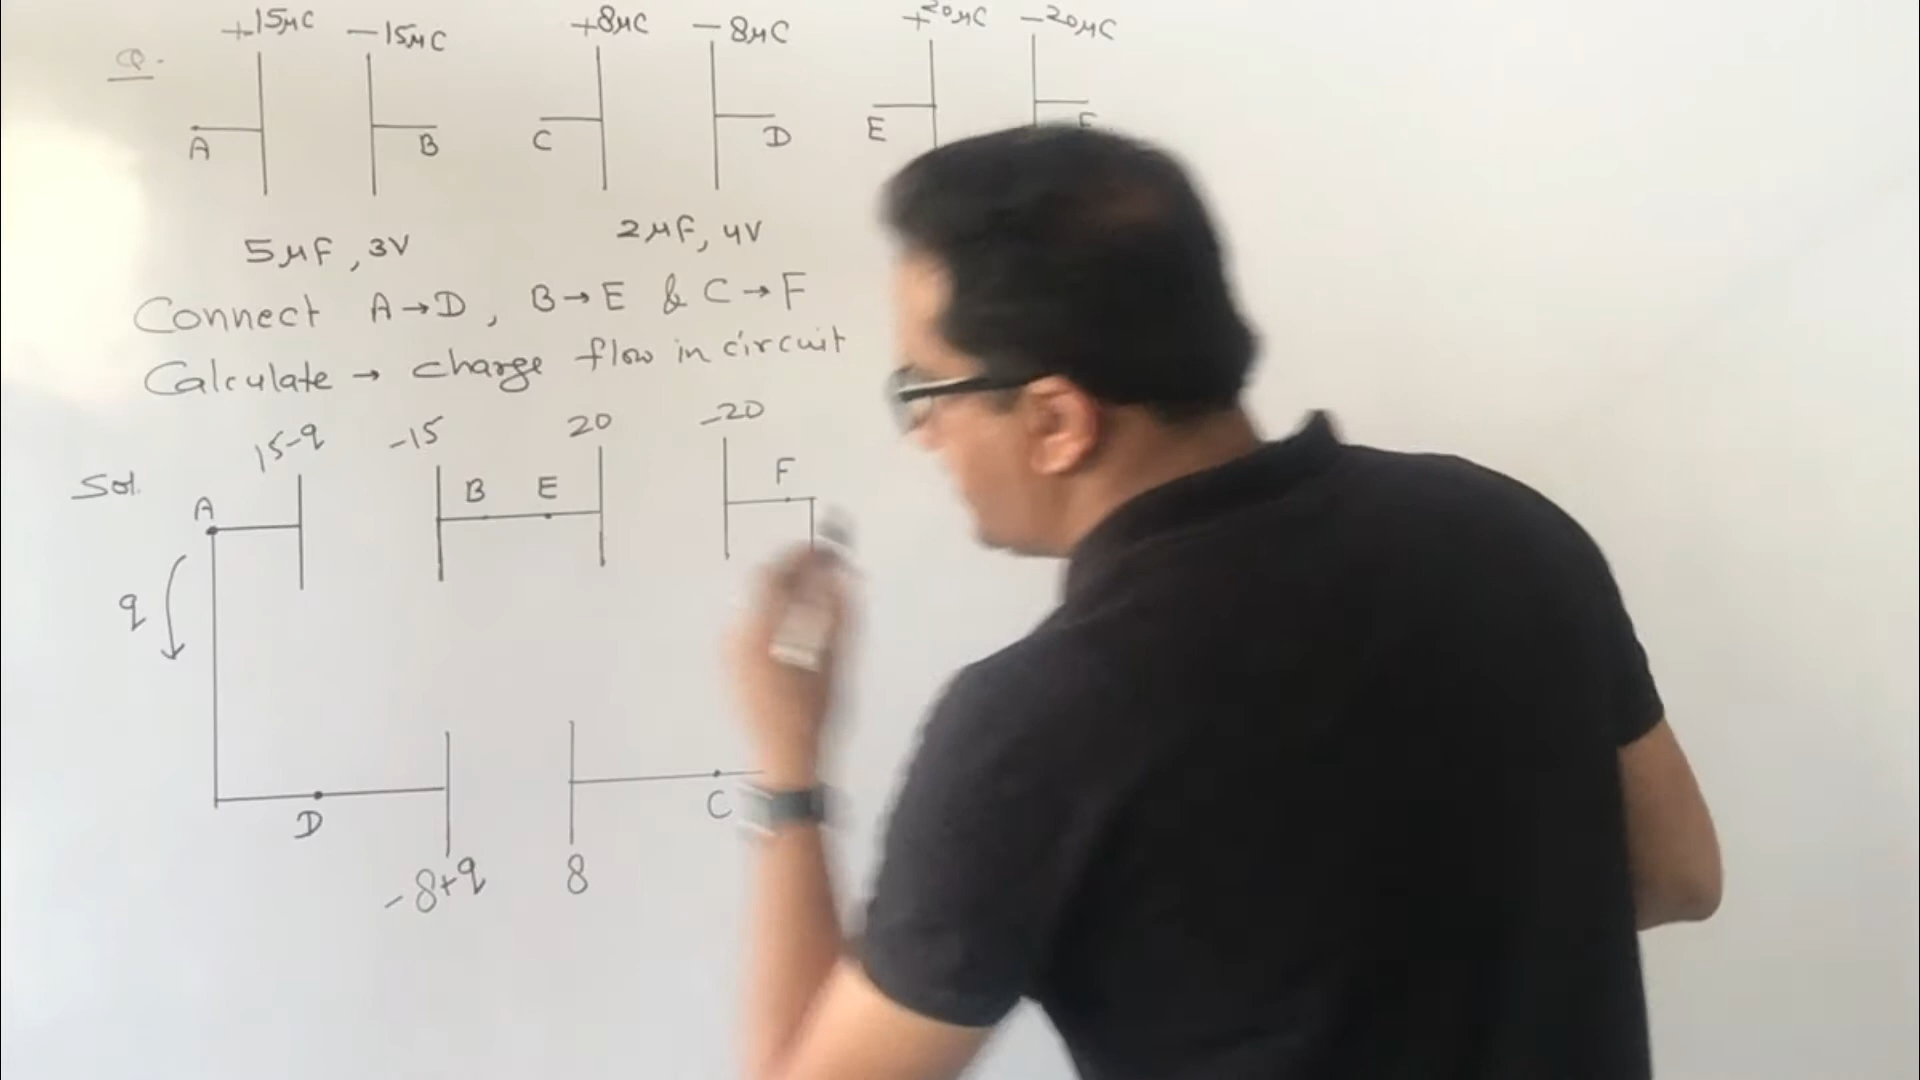 Q.
+15μC -15μC +8μC -8μC +20μC -20μC
A B C D E F
5μF, 3V 2μF, 4V
Connect A→D, B→E & C→F
Calculate → charge flow in circuit
Sol.
15-q -15 20 -20
A B E F
q
D C
-8+q 8